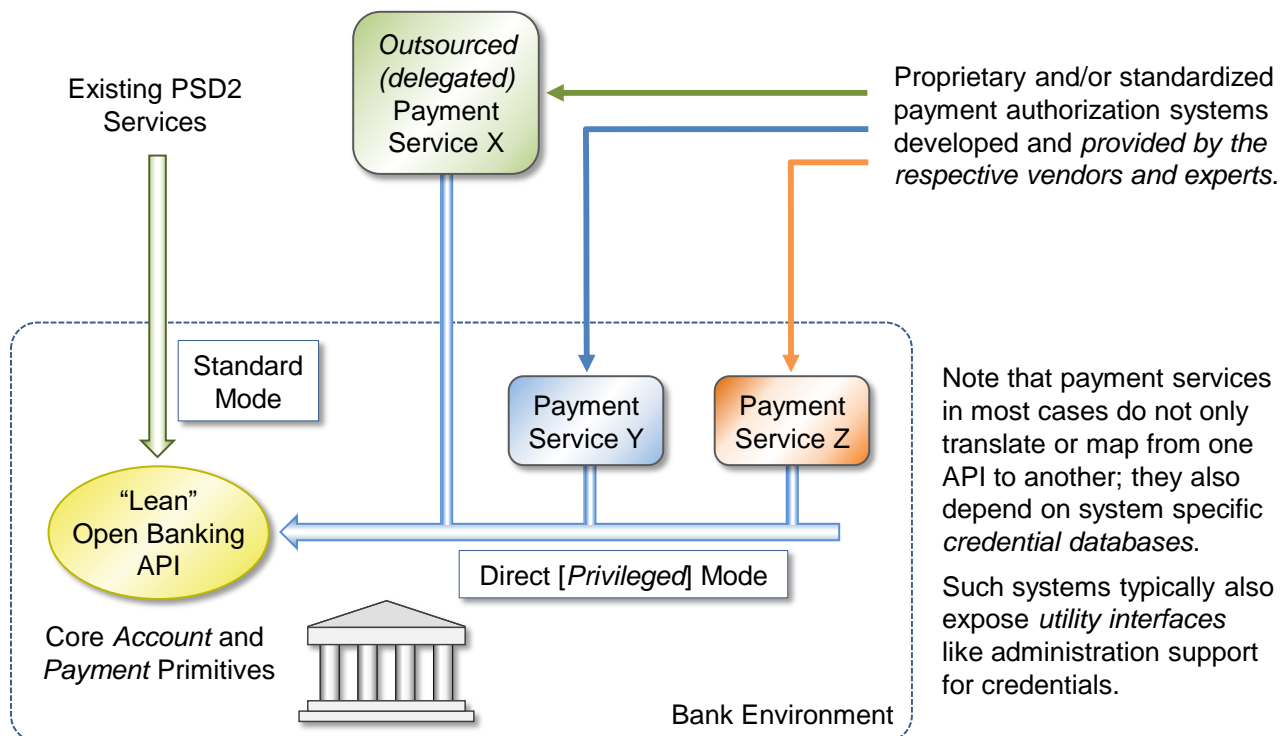 Outsourced
(delegated)
Payment
Service X
Existing PSD2
Services
Proprietary and/or standardized
payment authorization systems
developed and provided by the
respective vendors and experts.
Standard
Mode
Payment
Service Y
Payment
Service Z
“Lean”
Open Banking
API
Direct [Privileged] Mode
Core Account and
Payment Primitives
Bank Environment
Note that payment services
in most cases do not only
translate or map from one
API to another; they also
depend on system specific
credential databases.
Such systems typically also
expose utility interfaces
like administration support
for credentials.